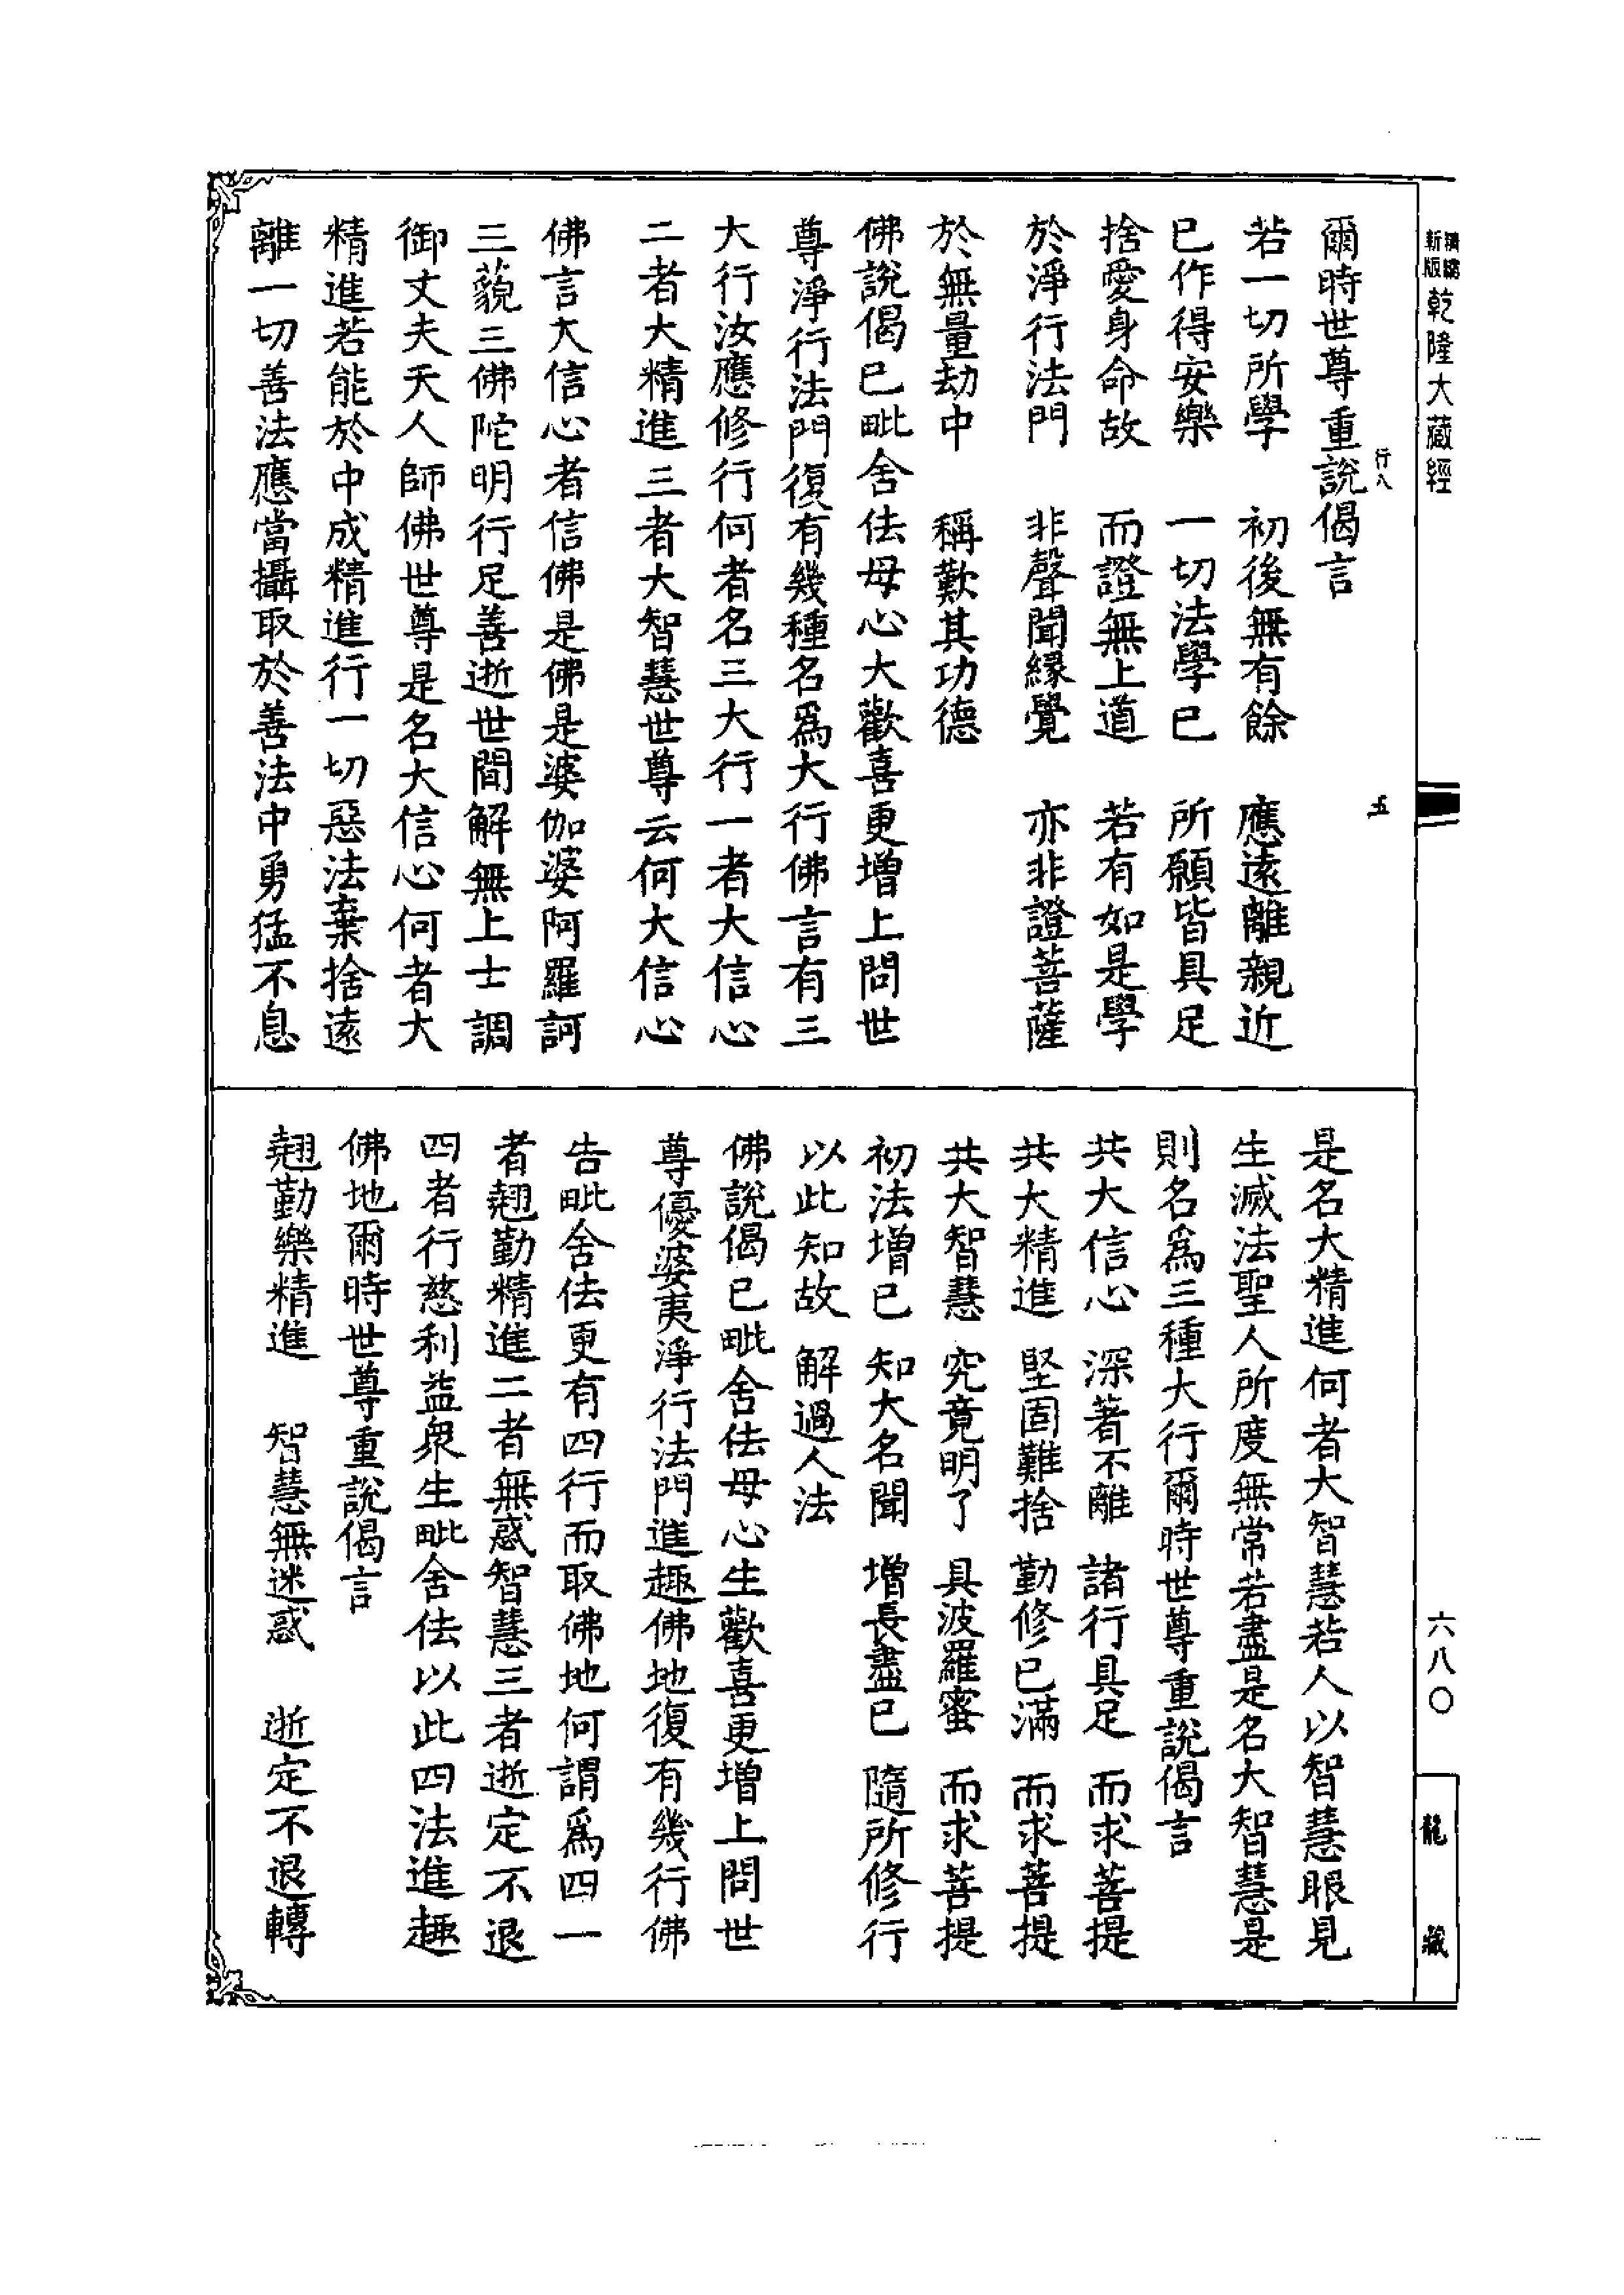 新版精縮乾隆大藏經
行八
五
爾時世尊重說偈言
若一切所學 初後無有餘 應遠離親近
已作得安樂 一切法學已 所願皆具足
捨愛身命故 而證無上道 若有如是學
於淨行法門 非聲聞緣覺 亦非證菩薩
於無量劫中 稱歎其功德
佛說偈已毗舍佉母心大歡喜更增上問世
尊淨行法門復有幾種名爲大行佛言有三
大行汝應修行何者名三大行一者大信心
二者大精進三者大智慧世尊云何大信心
佛言大信心者信佛是佛是婆伽婆阿羅訶
三藐三佛陀明行足善逝世間解無上士調
御丈夫天人師佛世尊是名大信心何者大
精進若能於中成精進行一切惡法棄捨遠
離一切善法應當攝取於善法中勇猛不息
是名大精進何者大智慧若人以智慧眼見
生滅法聖人所度無常若盡是名大智慧是
則名爲三種大行爾時世尊重說偈言
共大信心 深著不離 諸行具足 而求菩提
共大精進 堅固難捨 勤修已滿 而求菩提
共大智慧 究竟明了 具波羅蜜 而求菩提
初法增已 知大名聞 增長盡已 隨所修行
以此知故 解過人法
佛說偈已毗舍佉母心生歡喜更增上問世
尊優婆夷淨行法門進趣佛地復有幾行佛
告毗舍佉更有四行而取佛地何謂爲四一
者翹勤精進二者無惑智慧三者逝定不退
四者行慈利益衆生毗舍佉以此四法進趣
佛地爾時世尊重說偈言
翹勤樂精進 智慧無迷惑 逝定不退轉
六八〇
龍藏